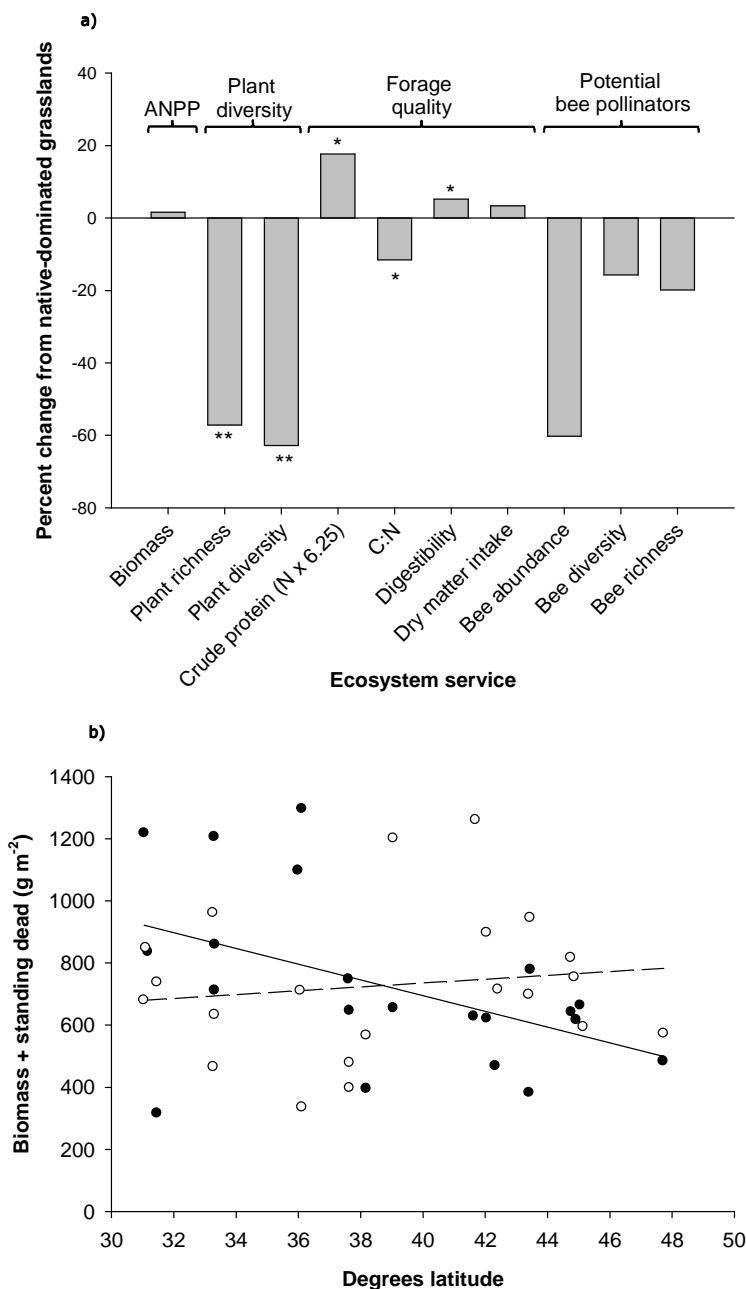 a)
Percent change from native-dominated grasslands
40
20
0
-20
-40
-60
-80
ANPP
Plant
diversity
Forage
quality
Potential
bee pollinators
*
*
*
**
**
Biomass
Plant richness
Plant diversity
Crude protein (N x 6.25)
C:N
Digestibility
Dry matter intake
Bee abundance
Bee diversity
Bee richness
Ecosystem service
b)
Biomass + standing dead (g m-2)
1400
1200
1000
800
600
400
200
0
30 32 34 36 38 40 42 44 46 48 50
Degrees latitude